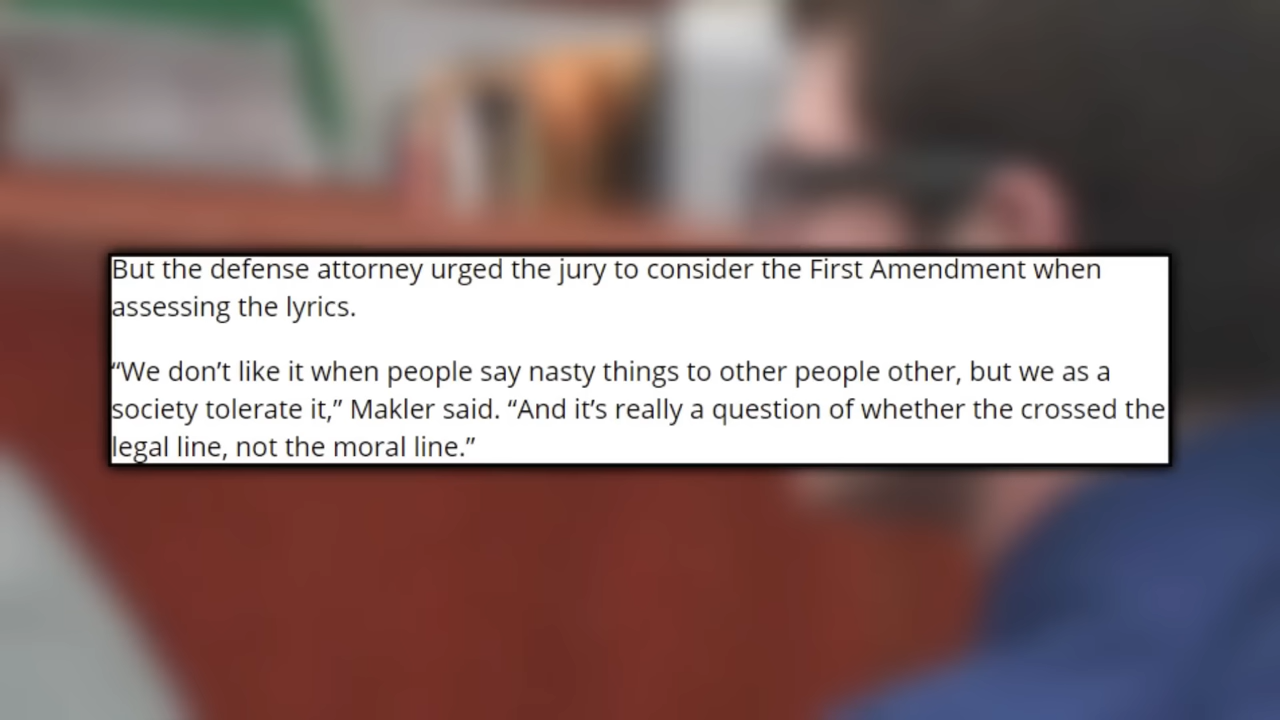 But the defense attorney urged the jury to consider the First Amendment when
assessing the lyrics.
“We don’t like it when people say nasty things to other people other, but we as a
society tolerate it,” Makler said. “And it’s really a question of whether the crossed the
legal line, not the moral line.”